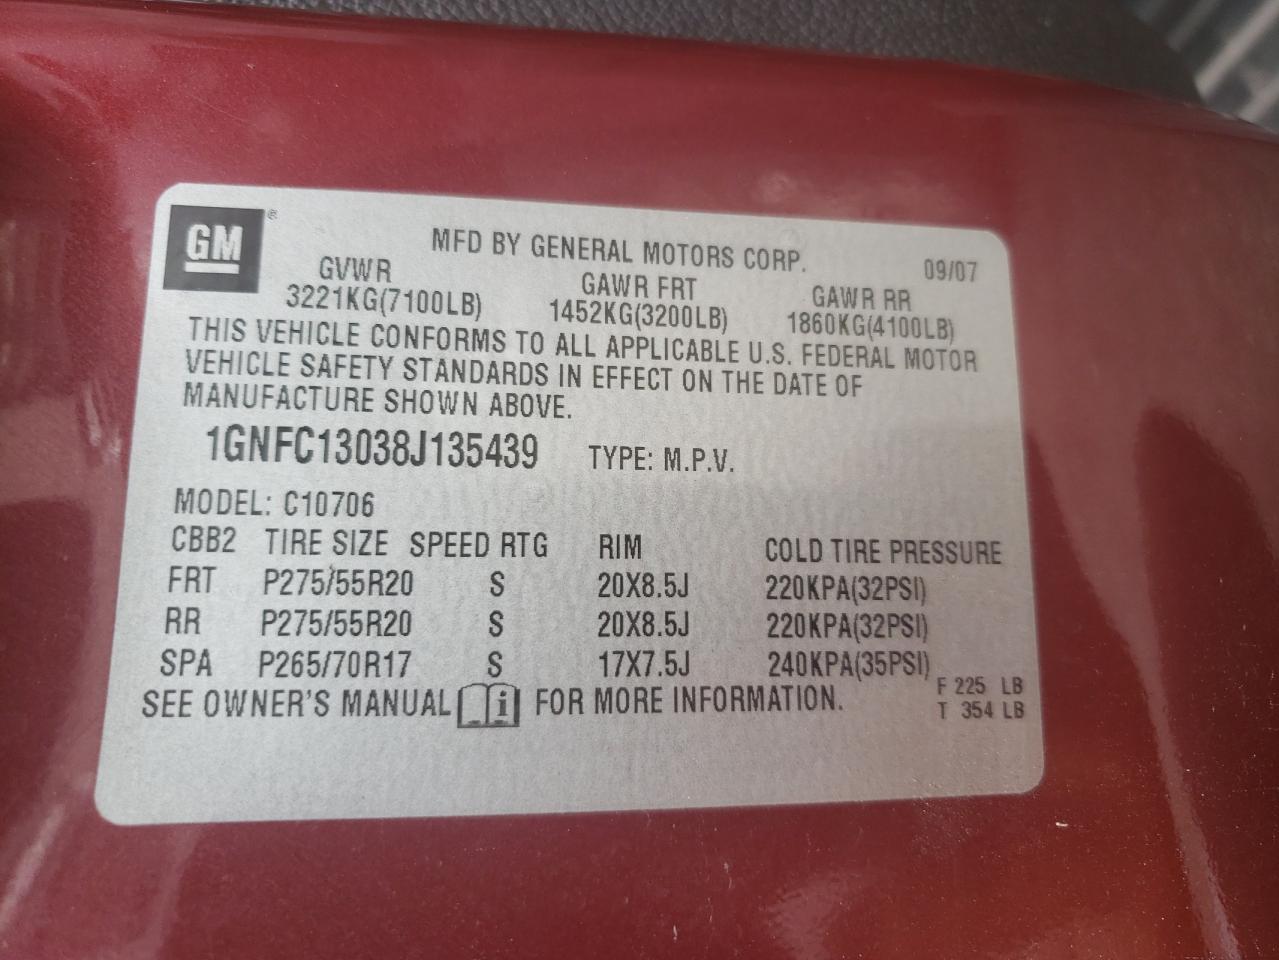 GM ®
MFD BY GENERAL MOTORS CORP. 09/07
GVWR GAWR FRT GAWR RR
3221KG(7100LB) 1452KG(3200LB) 1860KG(4100LB)
THIS VEHICLE CONFORMS TO ALL APPLICABLE U.S. FEDERAL MOTOR
VEHICLE SAFETY STANDARDS IN EFFECT ON THE DATE OF
MANUFACTURE SHOWN ABOVE.
1GNFC13038J135439 TYPE: M.P.V.
MODEL: C10706
CBB2 TIRE SIZE SPEED RTG RIM COLD TIRE PRESSURE
FRT P275/55R20 S 20X8.5J 220KPA(32PSI)
RR P275/55R20 S 20X8.5J 220KPA(32PSI)
SPA P265/70R17 S 17X7.5J 240KPA(35PSI)
SEE OWNER'S MANUAL i FOR MORE INFORMATION.
F 225 LB
T 354 LB